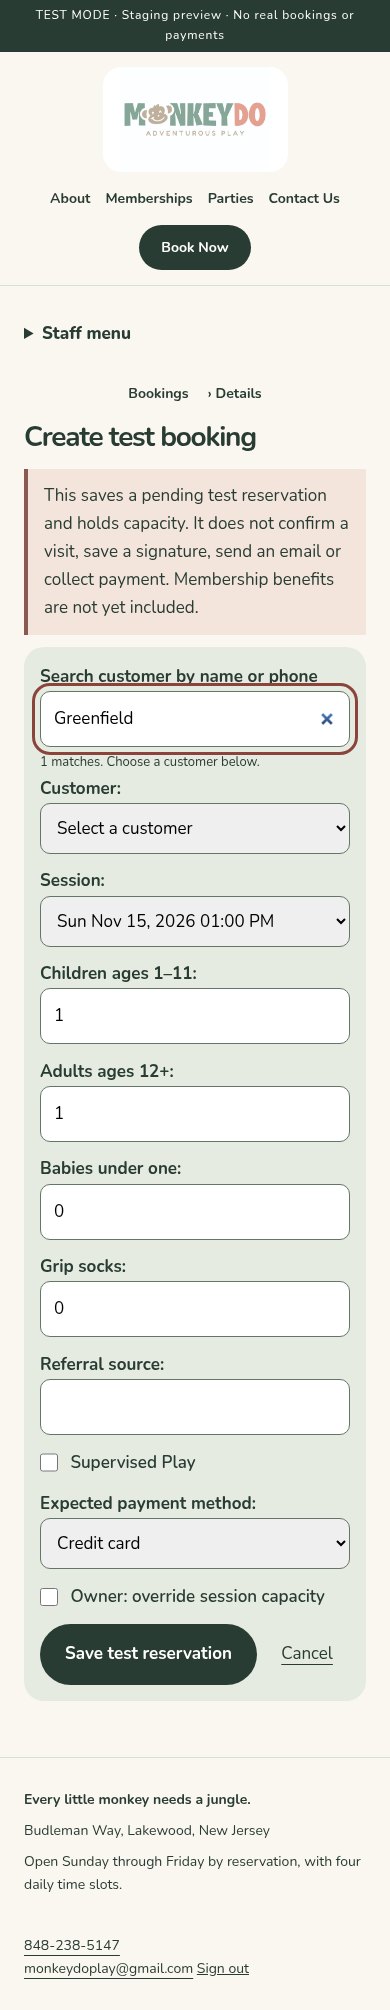 TEST MODE · Staging preview · No real bookings or
payments
MONKEYDO
ADVENTUROUS PLAY
About Memberships Parties Contact Us
Book Now
▶ Staff menu
Bookings › Details
Create test booking
This saves a pending test reservation
and holds capacity. It does not confirm a
visit, save a signature, send an email or
collect payment. Membership benefits
are not yet included.
Search customer by name or phone
Greenfield
1 matches. Choose a customer below.
Customer:
Select a customer
Session:
Sun Nov 15, 2026 01:00 PM
Children ages 1–11:
1
Adults ages 12+:
1
Babies under one:
0
Grip socks:
0
Referral source:
Supervised Play
Expected payment method:
Credit card
Owner: override session capacity
Save test reservation Cancel
Every little monkey needs a jungle.
Budleman Way, Lakewood, New Jersey
Open Sunday through Friday by reservation, with four
daily time slots.
848-238-5147
monkeydoplay@gmail.com Sign out